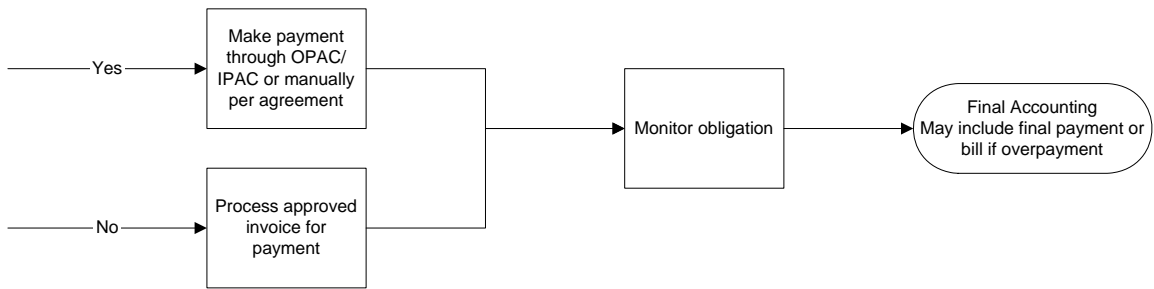 Yes
Make payment
through OPAC/
IPAC or manually
per agreement
No
Process approved
invoice for
payment
Monitor obligation
Final Accounting
May include final payment or
bill if overpayment